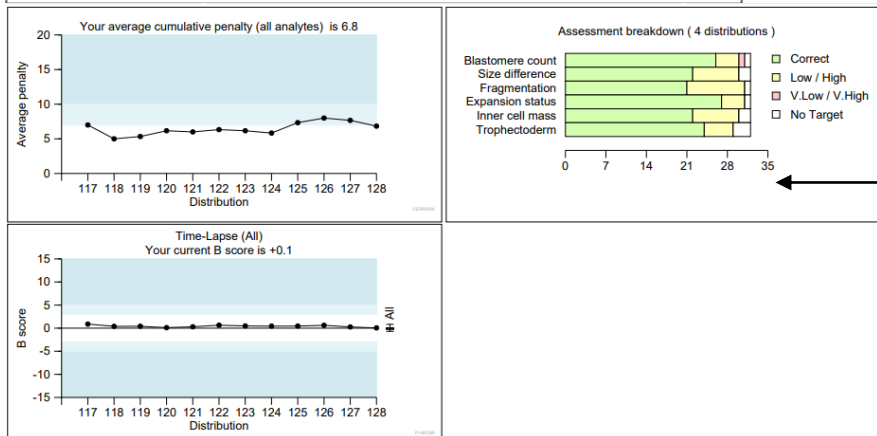 Your average cumulative penalty (all analytes)  is 6.8
Average penalty
20
15
10
5
0
117 118 119 120 121 122 123 124 125 126 127 128
Distribution
Assessment breakdown ( 4 distributions )
Blastomere count
Size difference
Fragmentation
Expansion status
Inner cell mass
Trophectoderm
0 7 14 21 28 35
Correct
Low / High
V.Low / V.High
No Target
Time-Lapse (All)
Your current B score is +0.1
B score
15
10
5
0
-5
-10
-15
All
117 118 119 120 121 122 123 124 125 126 127 128
Distribution